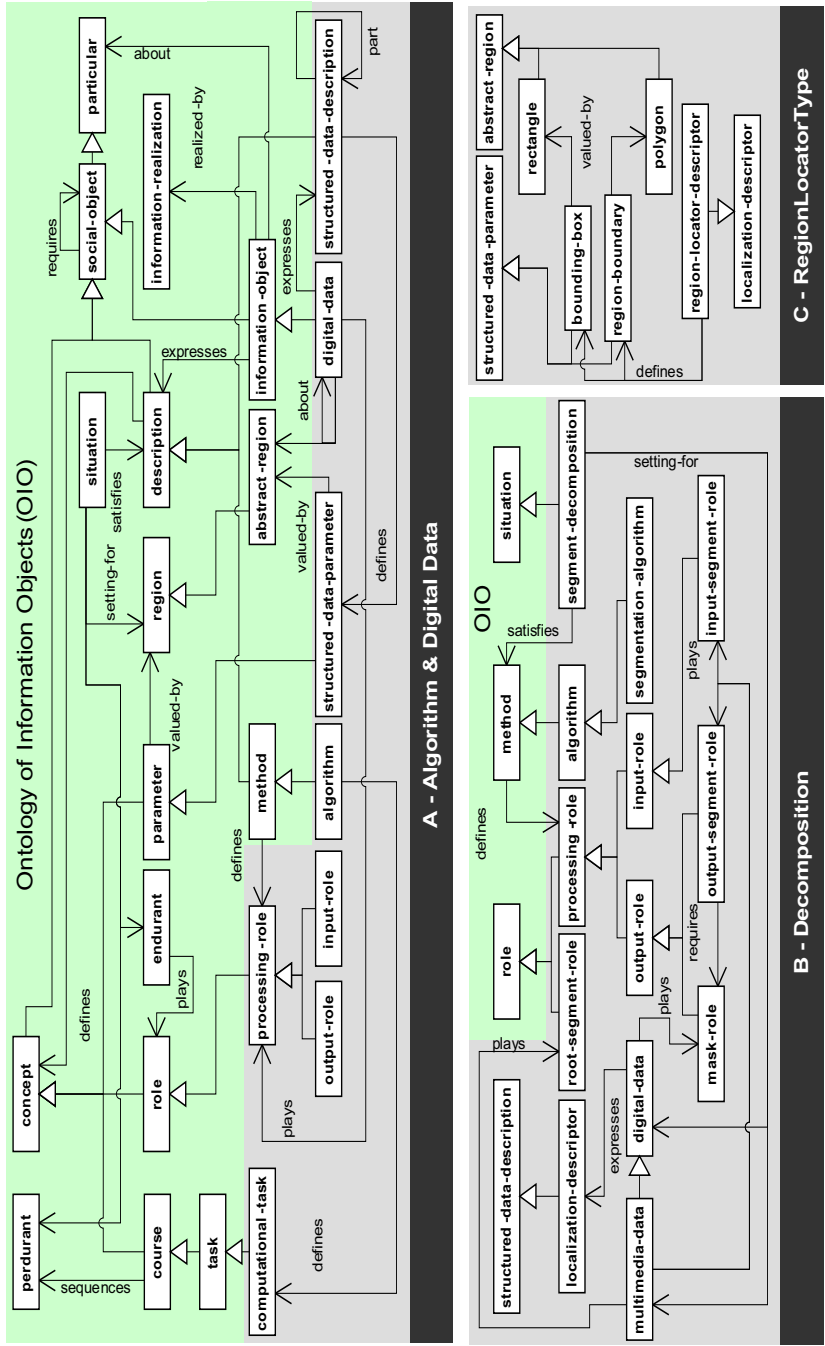 Ontology of Information Objects (OIO)
perdurant
concept
particular
defines
requires
about
sequences
social-object
situation
course
role
endurant
parameter
region
description
information-realization
plays
valued-by
setting-for
satisfies
expresses
realized-by
task
computational-task
processing-role
method
abstract-region
information-object
defines
plays
output-role
input-role
algorithm
structured-data-parameter
digital-data
structured-data-description
valued-by
about
expresses
part
defines
defines
A - Algorithm & Digital Data
OIO
role
method
situation
defines
satisfies
plays
structured-data-description
localization-descriptor
root-segment-role
processing-role
algorithm
segment-decomposition
expresses
multimedia-data
digital-data
output-role
input-role
segmentation-algorithm
setting-for
plays
requires
plays
mask-role
output-segment-role
input-segment-role
B - Decomposition
structured-data-parameter
abstract-region
bounding-box
rectangle
valued-by
region-boundary
polygon
defines
region-locator-descriptor
localization-descriptor
C - RegionLocatorType